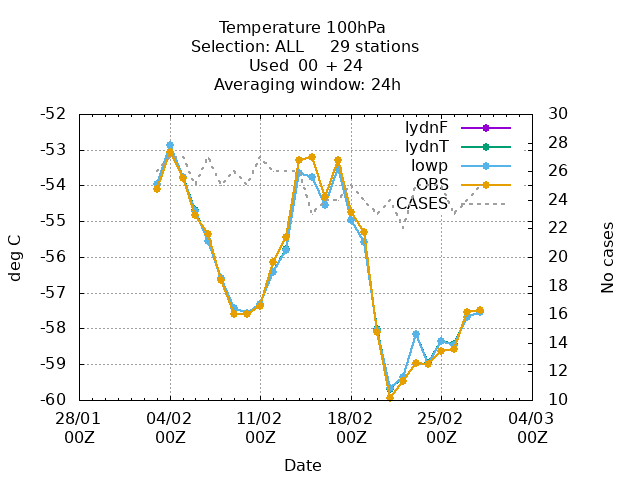 Temperature 100hPa
Selection: ALL 29 stations
Used 00 + 24
Averaging window: 24h
-52
-53
-54
-55
-56
-57
-58
-59
-60
30
28
26
24
22
20
18
16
14
12
10
lydnF
lydnT
lowp
OBS
CASES
deg C
No cases
28/01 04/02 11/02 18/02 25/02 04/03
00Z 00Z 00Z 00Z 00Z 00Z
Date